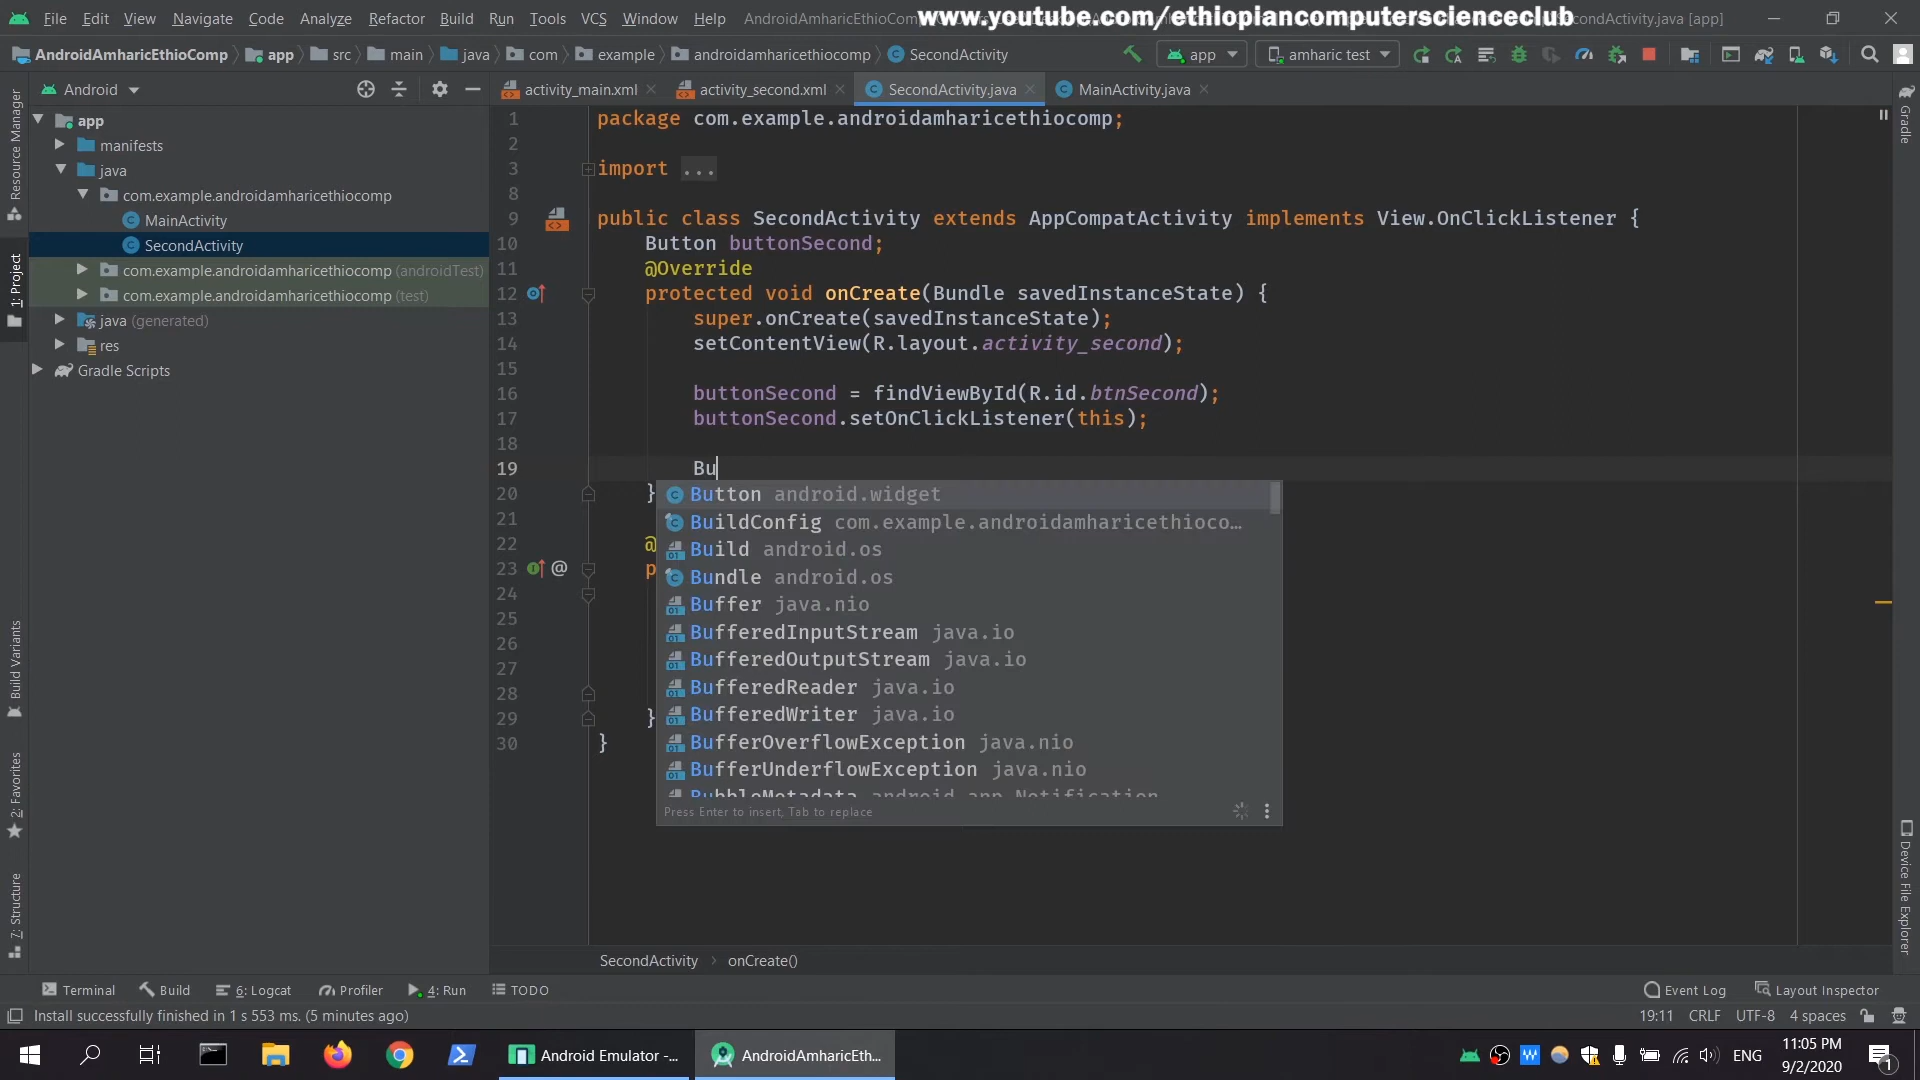 File Edit View Navigate Code Analyze Refactor Build Run Tools VCS Window Help AndroidAmharicEthioComp
www.youtube.com/ethiopiancomputerscienceclub
SecondActivity.java [app]
AndroidAmharicEthioComp app src main java com example androidamharicethiocomp SecondActivity
app amharic test
Android
activity_main.xml activity_second.xml SecondActivity.java MainActivity.java
app
manifests
java
com.example.androidamharicethiocomp
MainActivity
SecondActivity
com.example.androidamharicethiocomp (androidTest)
com.example.androidamharicethiocomp (test)
java (generated)
res
Gradle Scripts
Resource Manager
1: Project
Build Variants
2: Favorites
7: Structure
1 package com.example.androidamharicethiocomp;
2
3 import ...
8
9 public class SecondActivity extends AppCompatActivity implements View.OnClickListener {
10 Button buttonSecond;
11 @Override
12 protected void onCreate(Bundle savedInstanceState) {
13 super.onCreate(savedInstanceState);
14 setContentView(R.layout.activity_second);
15
16 buttonSecond = findViewById(R.id.btnSecond);
17 buttonSecond.setOnClickListener(this);
18
19 Bu
20 }
21
22 @
23 @ p
24
25
26
27
28
29 }
30 }
Button android.widget
BuildConfig com.example.androidamharicethioco…
Build android.os
Bundle android.os
Buffer java.nio
BufferedInputStream java.io
BufferedOutputStream java.io
BufferedReader java.io
BufferedWriter java.io
BufferOverflowException java.nio
BufferUnderflowException java.nio
BubbleMetadata android.app.Notification
Press Enter to insert, Tab to replace
Gradle
Device File Explorer
SecondActivity › onCreate()
Terminal Build 6: Logcat Profiler 4: Run TODO Event Log Layout Inspector
Install successfully finished in 1 s 553 ms. (5 minutes ago) 19:11 CRLF UTF-8 4 spaces
Android Emulator -... AndroidAmharicEth... ENG
11:05 PM
9/2/2020
1